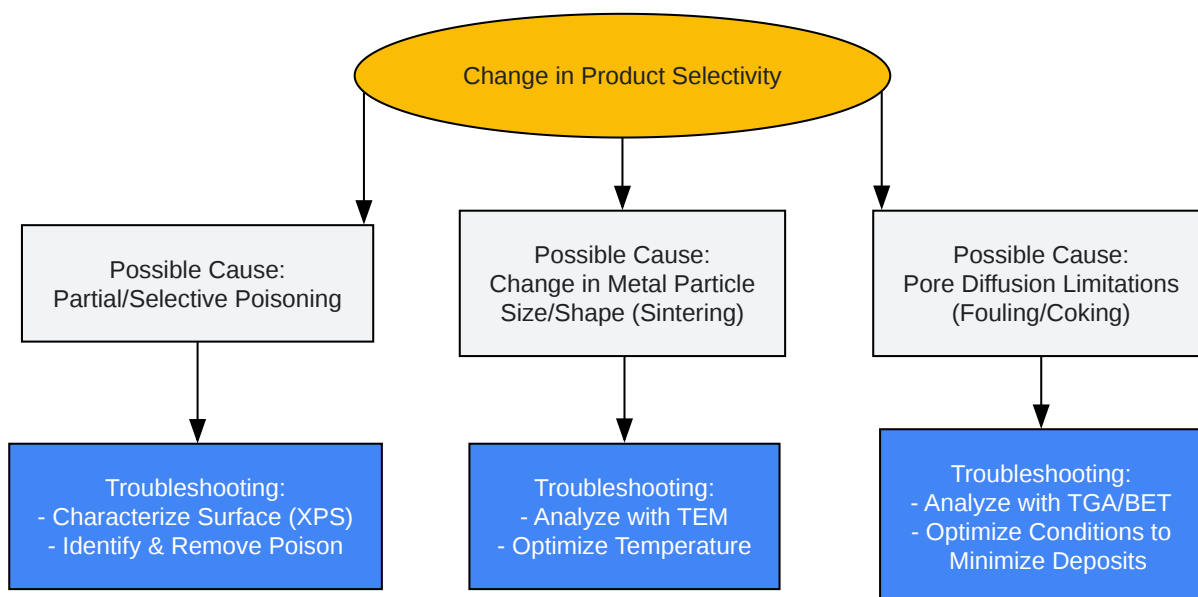 Change in Product Selectivity
Possible Cause:
Partial/Selective Poisoning
Possible Cause:
Change in Metal Particle
Size/Shape (Sintering)
Possible Cause:
Pore Diffusion Limitations
(Fouling/Coking)
Troubleshooting:
- Characterize Surface (XPS)
- Identify & Remove Poison
Troubleshooting:
- Analyze with TEM
- Optimize Temperature
Troubleshooting:
- Analyze with TGA/BET
- Optimize Conditions to
Minimize Deposits